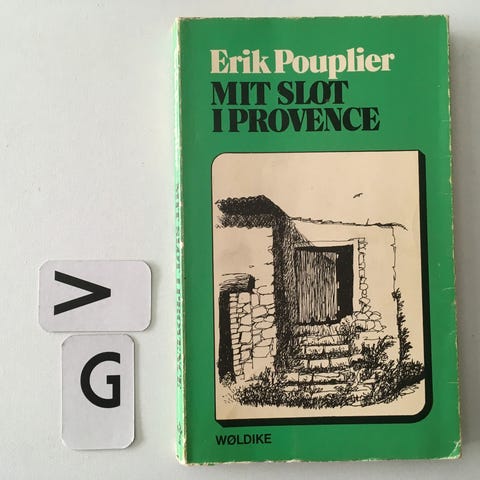 Erik Pouplier
MIT SLOT
I PROVENCE
WØLDIKE
V
G